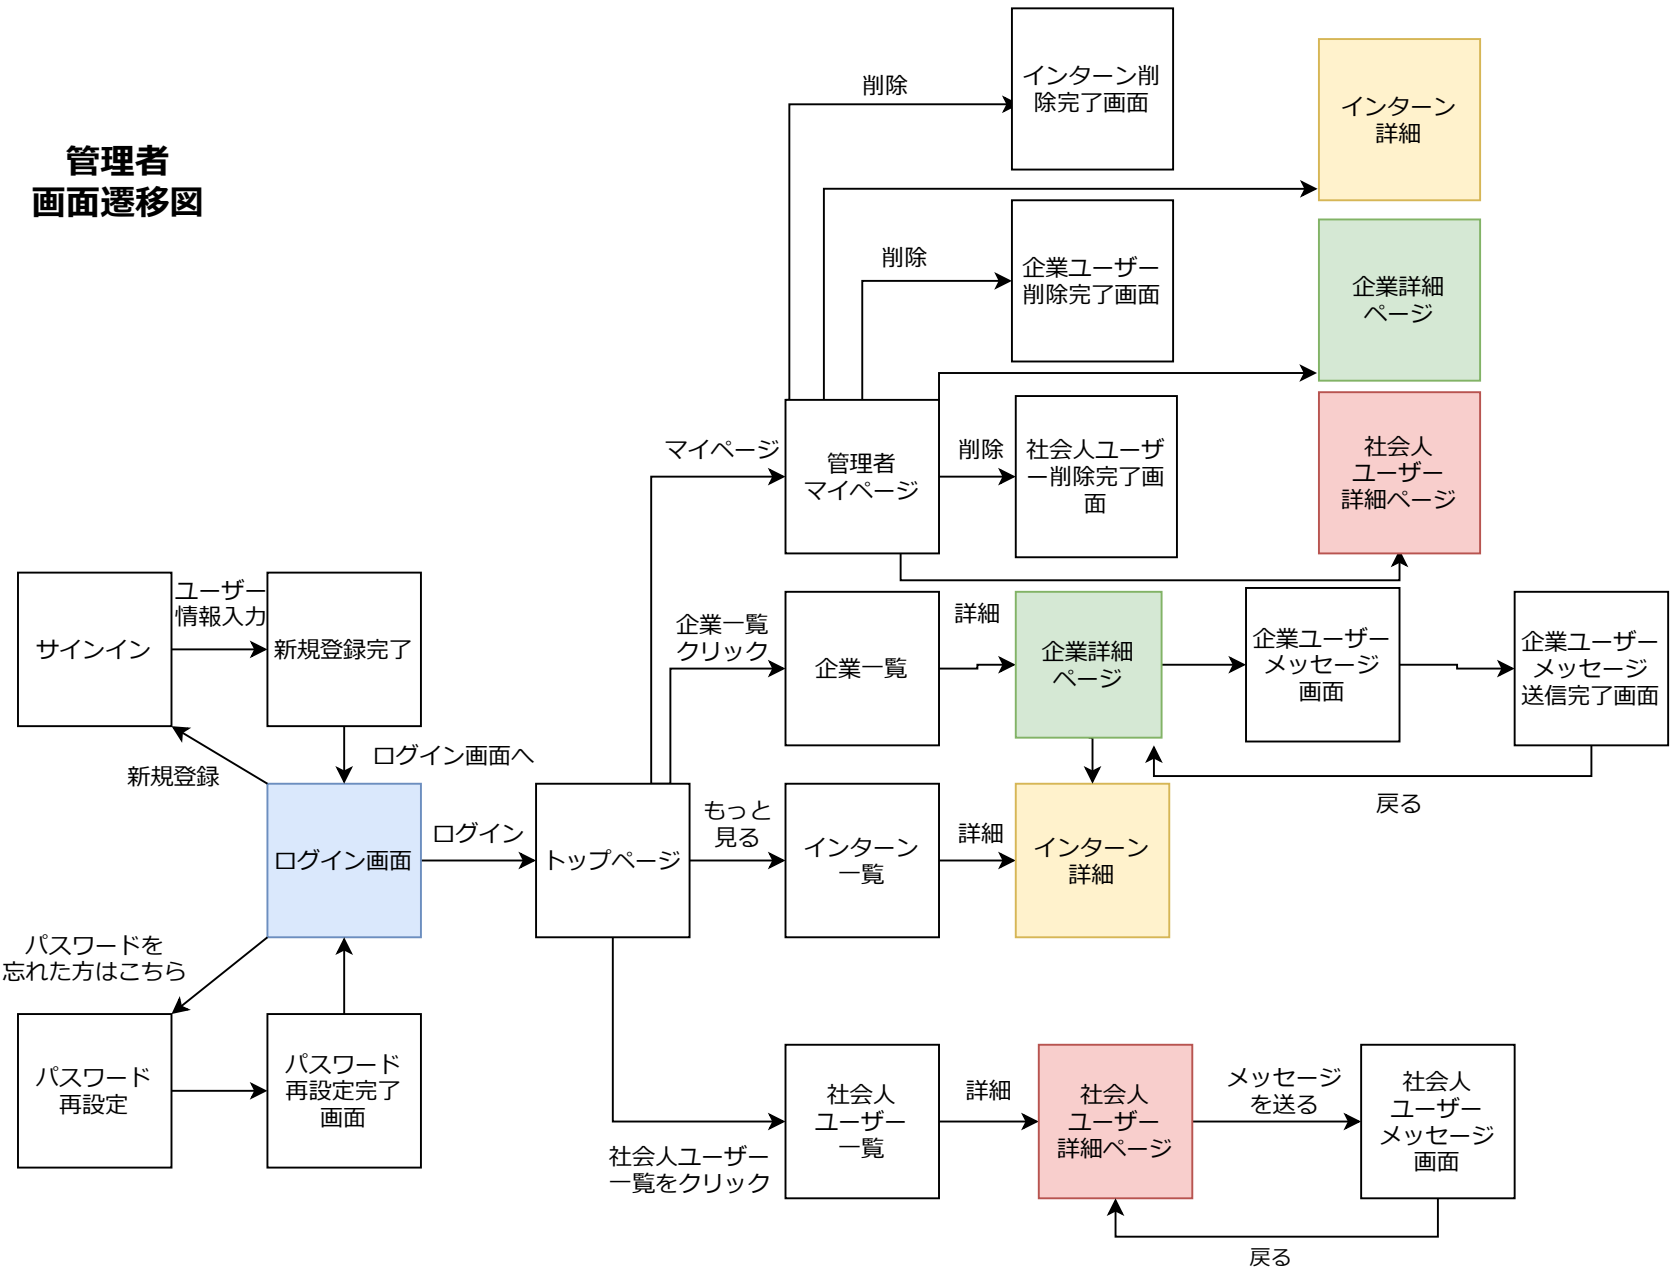 管理者
画面遷移図
削除
インターン削
除完了画面
インターン
詳細
削除
企業ユーザー
削除完了画面
企業詳細
ページ
マイページ
管理者
マイページ
削除
社会人ユーザ
ー削除完了画
面
社会人
ユーザー
詳細ページ
サインイン
ユーザー
情報入力
新規登録完了
企業一覧
クリック
企業一覧
詳細
企業詳細
ページ
企業ユーザー
メッセージ
画面
企業ユーザー
メッセージ
送信完了画面
新規登録
ログイン画面へ
戻る
ログイン画面
ログイン
トップページ
もっと
見る
インターン
一覧
詳細
インターン
詳細
パスワードを
忘れた方はこちら
パスワード
再設定
パスワード
再設定完了
画面
社会人ユーザー
一覧をクリック
社会人
ユーザー
一覧
詳細
社会人
ユーザー
詳細ページ
メッセージ
を送る
社会人
ユーザー
メッセージ
画面
戻る